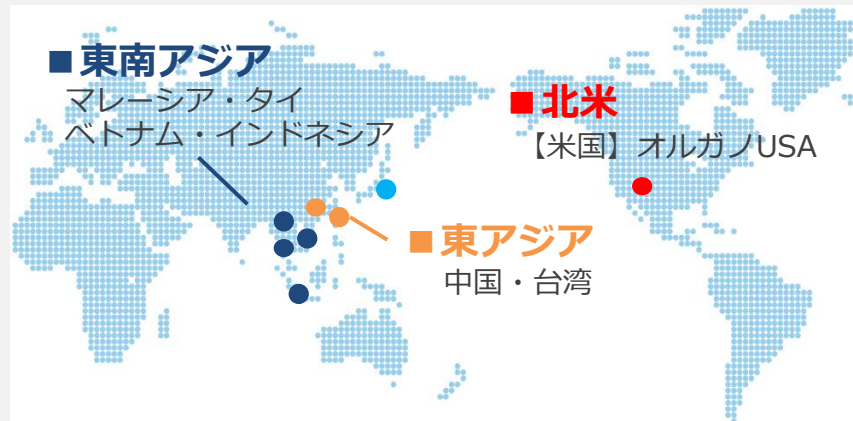 ■東南アジア
マレーシア・タイ
ベトナム・インドネシア
■北米
【米国】オルガノUSA
■東アジア
中国・台湾